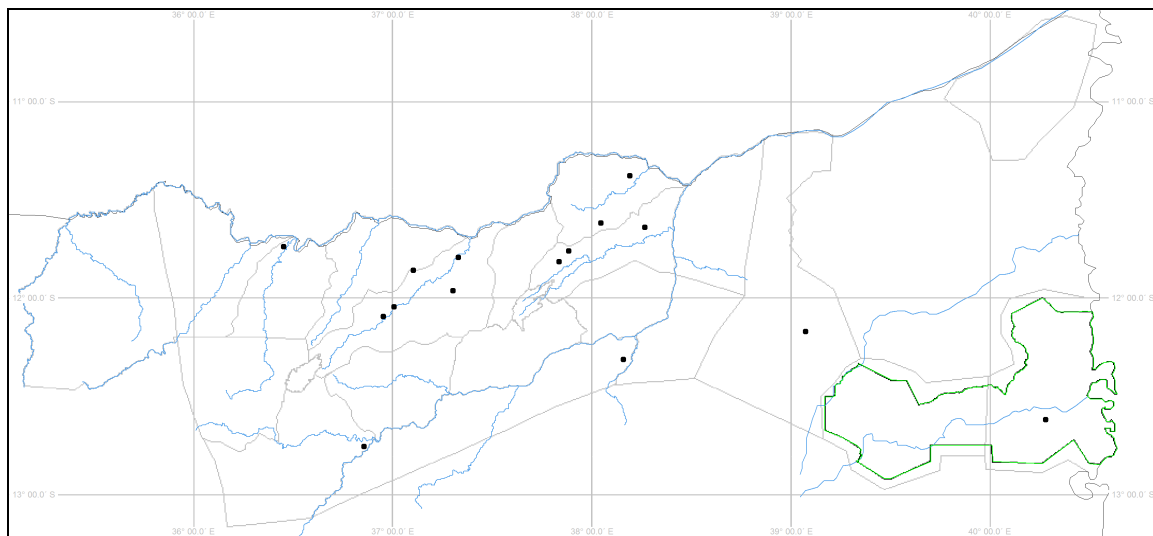 36° 00.0´ E 37° 00.0´ E 38° 00.0´ E 39° 00.0´ E 40° 00.0´ E
11° 00.0´ S 11° 00.0´ S
12° 00.0´ S 12° 00.0´ S
13° 00.0´ S 13° 00.0´ S
36° 00.0´ E 37° 00.0´ E 38° 00.0´ E 39° 00.0´ E 40° 00.0´ E